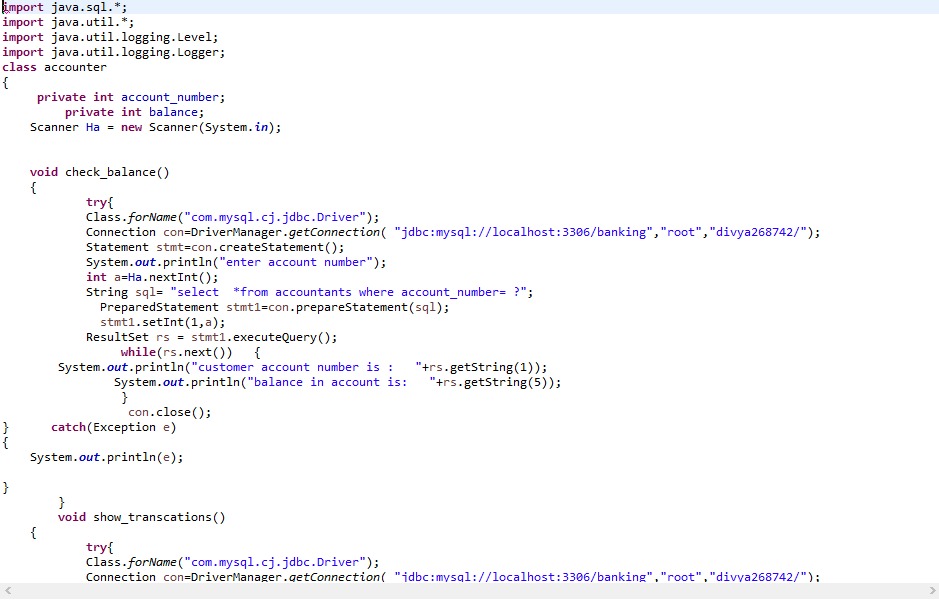 import java.sql.*;
import java.util.*;
import java.util.logging.Level;
import java.util.logging.Logger;
class accounter
{
private int account_number;
private int balance;
Scanner Ha = new Scanner(System.in);
void check_balance()
{
try{
Class.forName("com.mysql.cj.jdbc.Driver");
Connection con=DriverManager.getConnection( "jdbc:mysql://localhost:3306/banking","root","divya268742/");
Statement stmt=con.createStatement();
System.out.println("enter account number");
int a=Ha.nextInt();
String sql= "select  *from accountants where account_number= ?";
PreparedStatement stmt1=con.prepareStatement(sql);
stmt1.setInt(1,a);
ResultSet rs = stmt1.executeQuery();
while(rs.next())   {
System.out.println("customer account number is :   "+rs.getString(1));
System.out.println("balance in account is:   "+rs.getString(5));
}
con.close();
}      catch(Exception e)
{
System.out.println(e);
}
}
void show_transcations()
{
try{
Class.forName("com.mysql.cj.jdbc.Driver");
Connection con=DriverManager.getConnection( "jdbc:mysql://localhost:3306/banking","root","divya268742/");